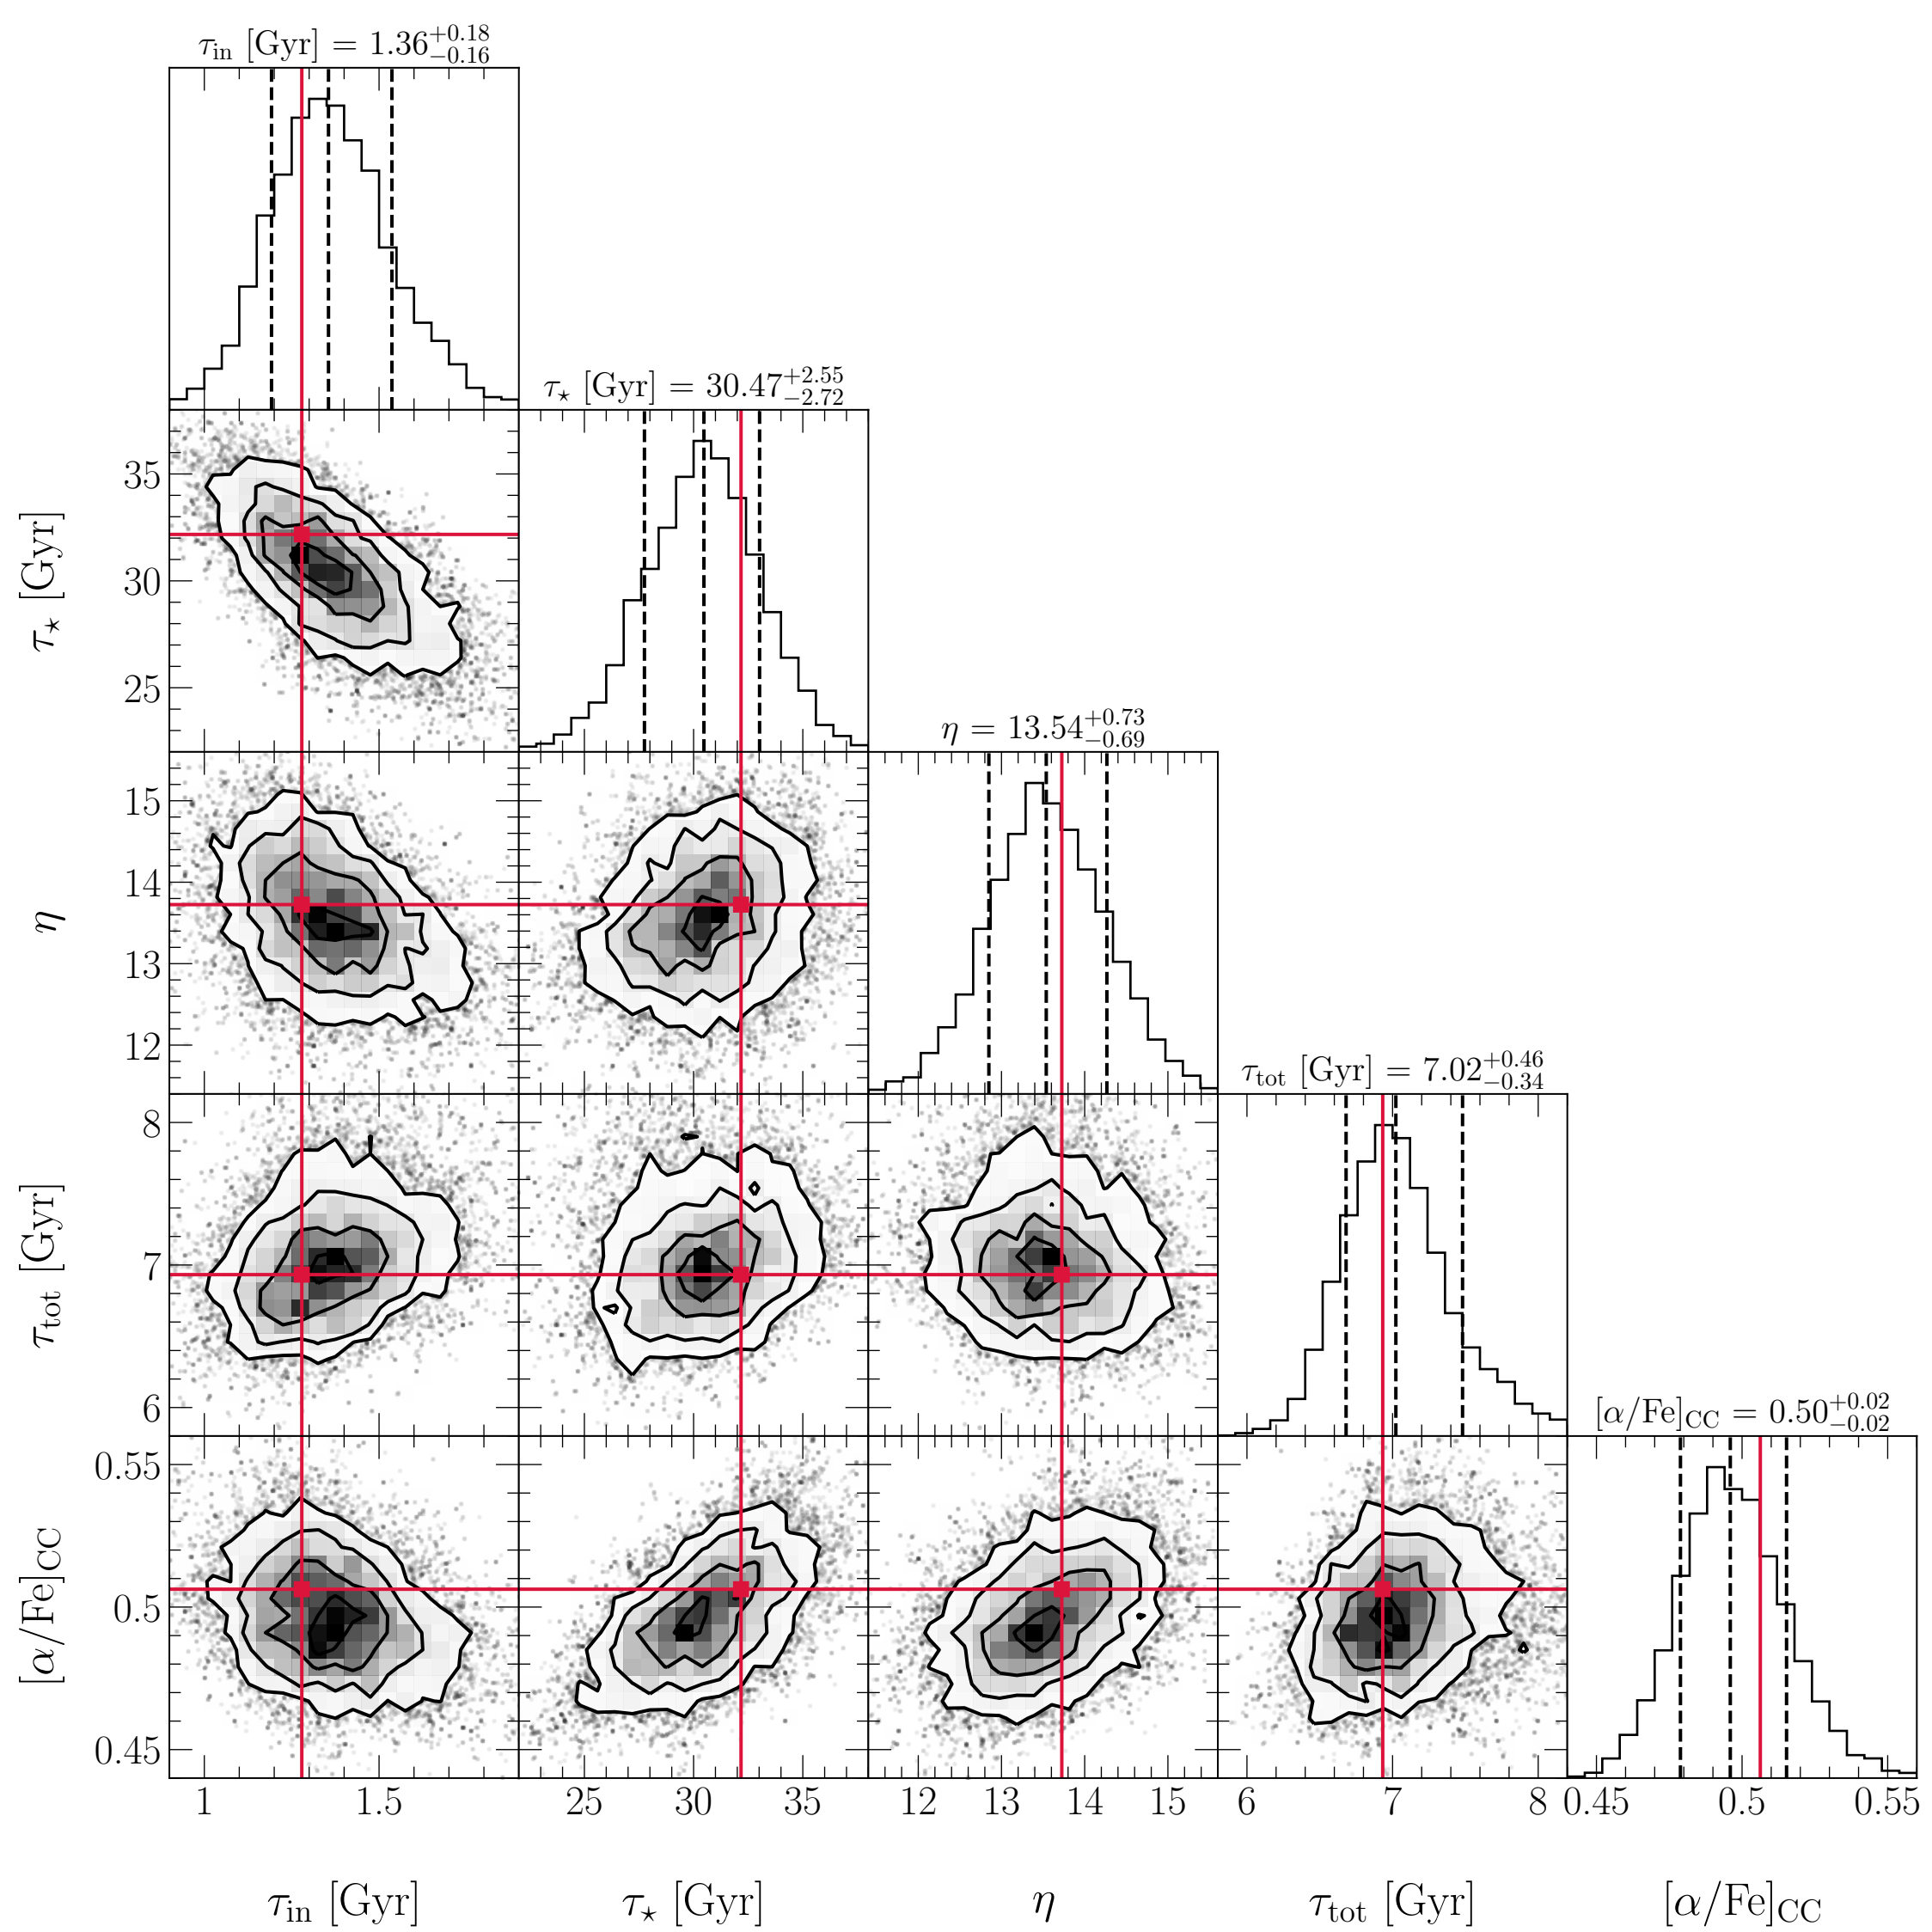 τ_in [Gyr] = 1.36^{+0.18}_{−0.16}
τ_⋆ [Gyr] = 30.47^{+2.55}_{−2.72}
35
30
25
τ_⋆ [Gyr]
η = 13.54^{+0.73}_{−0.69}
15
14
13
12
η
τ_tot [Gyr] = 7.02^{+0.46}_{−0.34}
8
7
6
τ_tot [Gyr]
[α/Fe]_CC = 0.50^{+0.02}_{−0.02}
0.55
0.5
0.45
[α/Fe]_CC
1 1.5 25 30 35 12 13 14 15 6 7 8 0.45 0.5 0.55
τ_in [Gyr] τ_⋆ [Gyr] η τ_tot [Gyr] [α/Fe]_CC